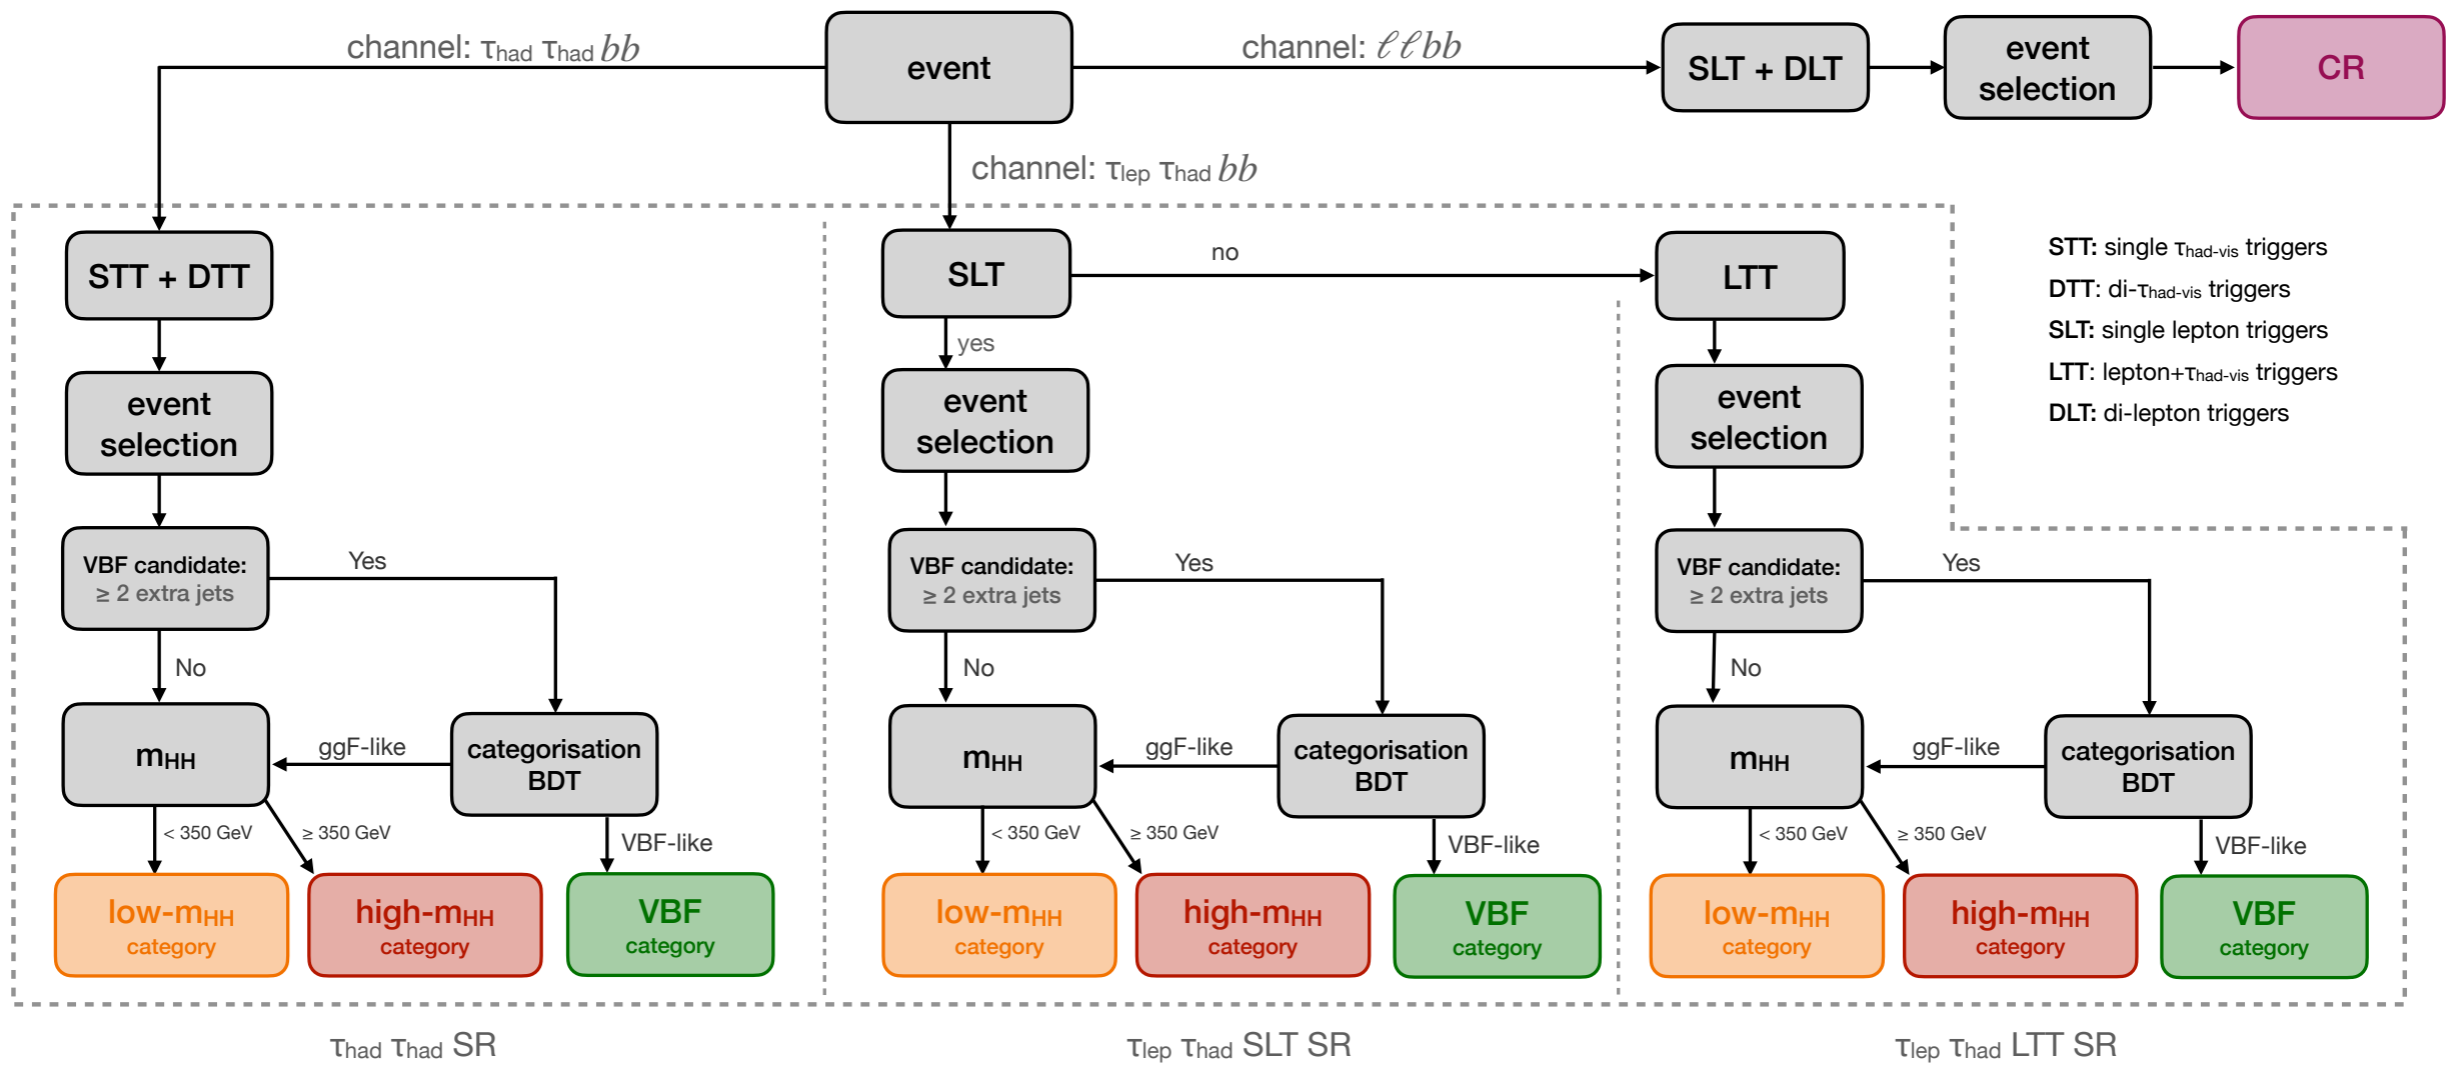 channel: τhad τhad bb
event
channel: ℓℓbb
SLT + DLT
event
selection
CR
channel: τlep τhad bb
STT + DTT
event
selection
VBF candidate:
≥ 2 extra jets
Yes
No
mHH
ggF-like
categorisation
BDT
< 350 GeV
≥ 350 GeV
VBF-like
low-mHH
category
high-mHH
category
VBF
category
τhad τhad SR
SLT
no
yes
event
selection
VBF candidate:
≥ 2 extra jets
Yes
No
mHH
ggF-like
categorisation
BDT
< 350 GeV
≥ 350 GeV
VBF-like
low-mHH
category
high-mHH
category
VBF
category
τlep τhad SLT SR
LTT
event
selection
VBF candidate:
≥ 2 extra jets
Yes
No
mHH
ggF-like
categorisation
BDT
< 350 GeV
≥ 350 GeV
VBF-like
low-mHH
category
high-mHH
category
VBF
category
τlep τhad LTT SR
STT: single τhad-vis triggers
DTT: di-τhad-vis triggers
SLT: single lepton triggers
LTT: lepton+τhad-vis triggers
DLT: di-lepton triggers